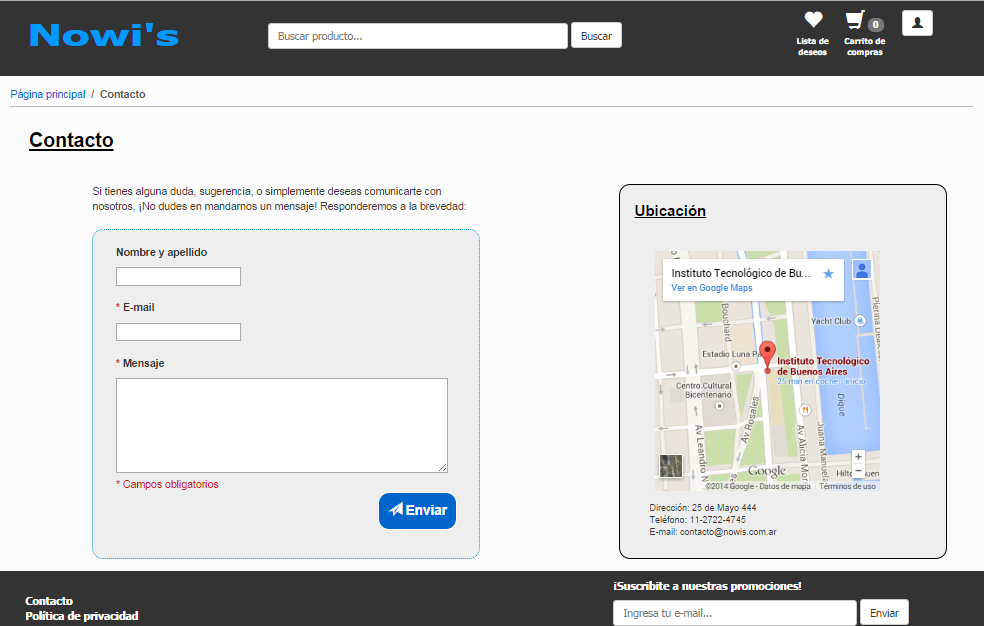 Nowi's
Buscar producto...
Buscar
Lista de
deseos
0
Carrito de
compras
Página principal / Contacto
Contacto
Si tienes alguna duda, sugerencia, o simplemente deseas comunicarte con
nosotros, ¡No dudes en mandarnos un mensaje! Responderemos a la brevedad:
Nombre y apellido
* E-mail
* Mensaje
* Campos obligatorios
Enviar
Ubicación
Instituto Tecnológico de Bu...
Ver en Google Maps
Bouchard
Yacht Club
Estadio Luna Pa
Instituto Tecnológico
de Buenos Aires
25 min en coche - inicio
Centro Cultural
Bicentenario
Dique
Av Rosales
Av Leandro N
Av Alicia Mor
Juana Manuela
Hilton
uen
+
−
Google
©2014 Google - Datos de mapa
Términos de uso
Dirección: 25 de Mayo 444
Teléfono: 11-2722-4745
E-mail: contacto@nowis.com.ar
Contacto
Política de privacidad
¡Suscribite a nuestras promociones!
Ingresa tu e-mail...
Enviar